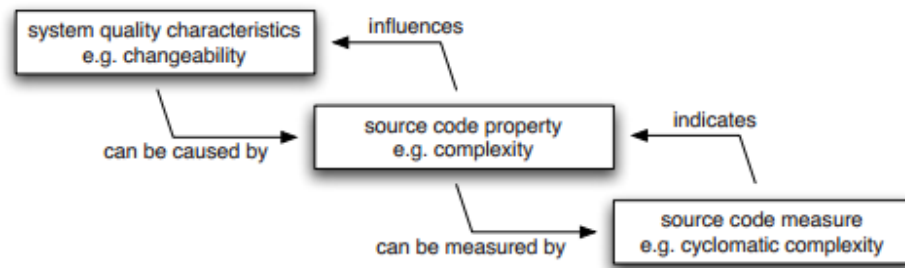 system quality characteristics
e.g. changeability
influences
can be caused by
source code property
e.g. complexity
indicates
can be measured by
source code measure
e.g. cyclomatic complexity